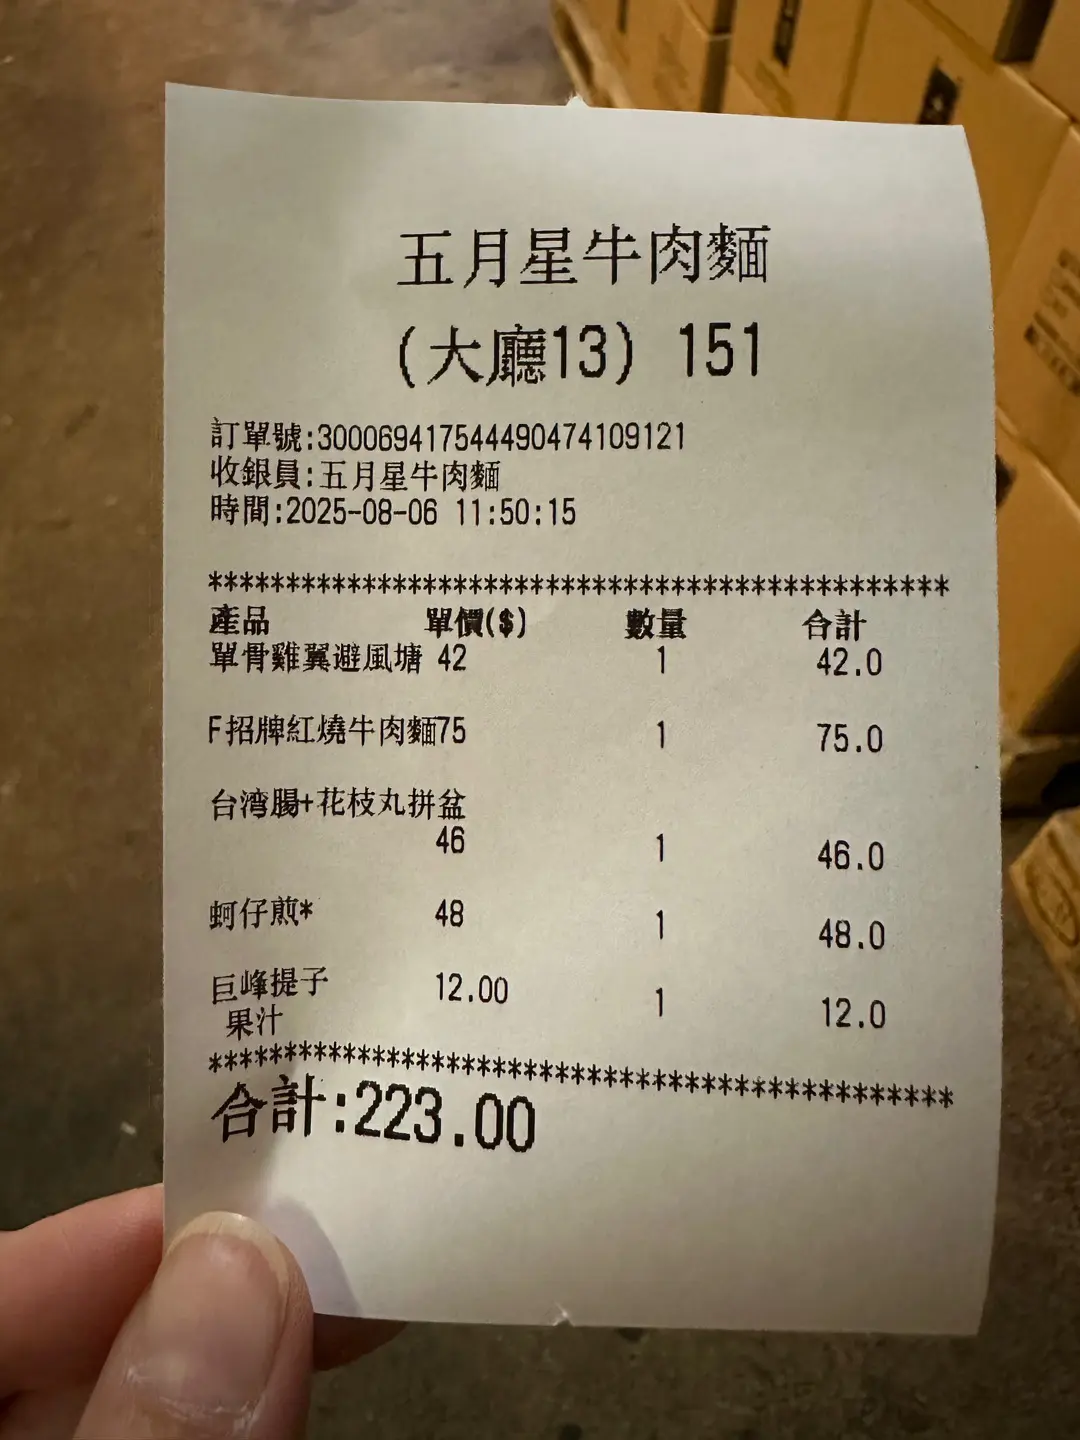 五月星牛肉麵
(大廳13) 151
訂單號:300069417544490474109121
收銀員:五月星牛肉麵
時間:2025-08-06 11:50:15
************************************************
產品 單價($) 數量 合計
單骨雞翼避風塘 42 1 42.0
F招牌紅燒牛肉麵75 1 75.0
台湾腸+花枝丸拼盆
46 1 46.0
蚵仔煎* 48 1 48.0
巨峰提子 12.00 1 12.0
果汁
************************************************
合計:223.00